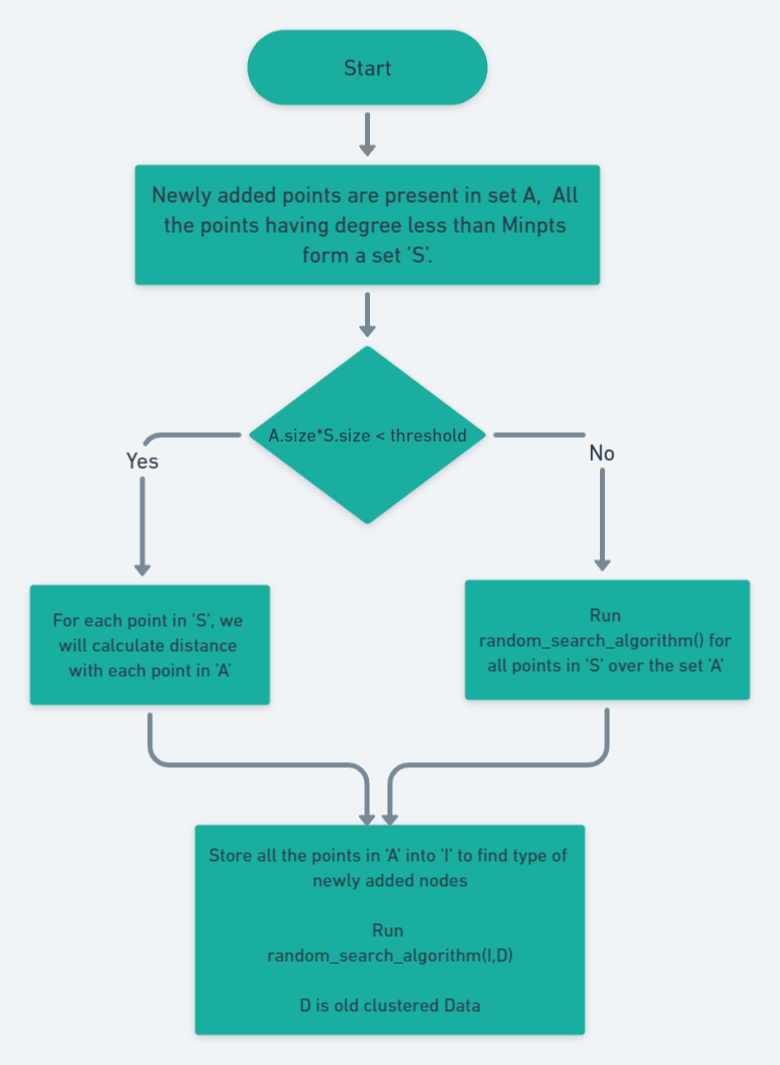 Start
Newly added points are present in set A,  All
the points having degree less than Minpts
form a set 'S'.
A.size*S.size < threshold
Yes
No
For each point in 'S', we
will calculate distance
with each point in 'A'
Run
random_search_algorithm() for
all points in 'S' over the set 'A'
Store all the points in 'A' into 'I' to find type of
newly added nodes
Run
random_search_algorithm(I,D)
D is old clustered Data